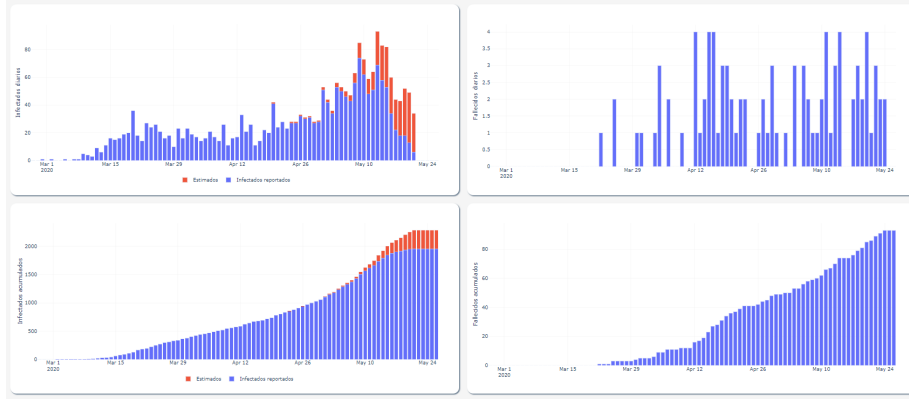 Infectados diarios
80
60
40
20
0
Mar 1
2020
Mar 15
Mar 29
Apr 12
Apr 26
May 10
May 24
Estimados
Infectados reportados
Fallecidos diarios
4
3.5
3
2.5
2
1.5
1
0.5
0
Mar 1
2020
Mar 15
Mar 29
Apr 12
Apr 26
May 10
May 24
Infectados acumulados
2000
1500
1000
500
0
Mar 1
2020
Mar 15
Mar 29
Apr 12
Apr 26
May 10
May 24
Estimados
Infectados reportados
Fallecidos acumulados
80
60
40
20
0
Mar 1
2020
Mar 15
Mar 29
Apr 12
Apr 26
May 10
May 24